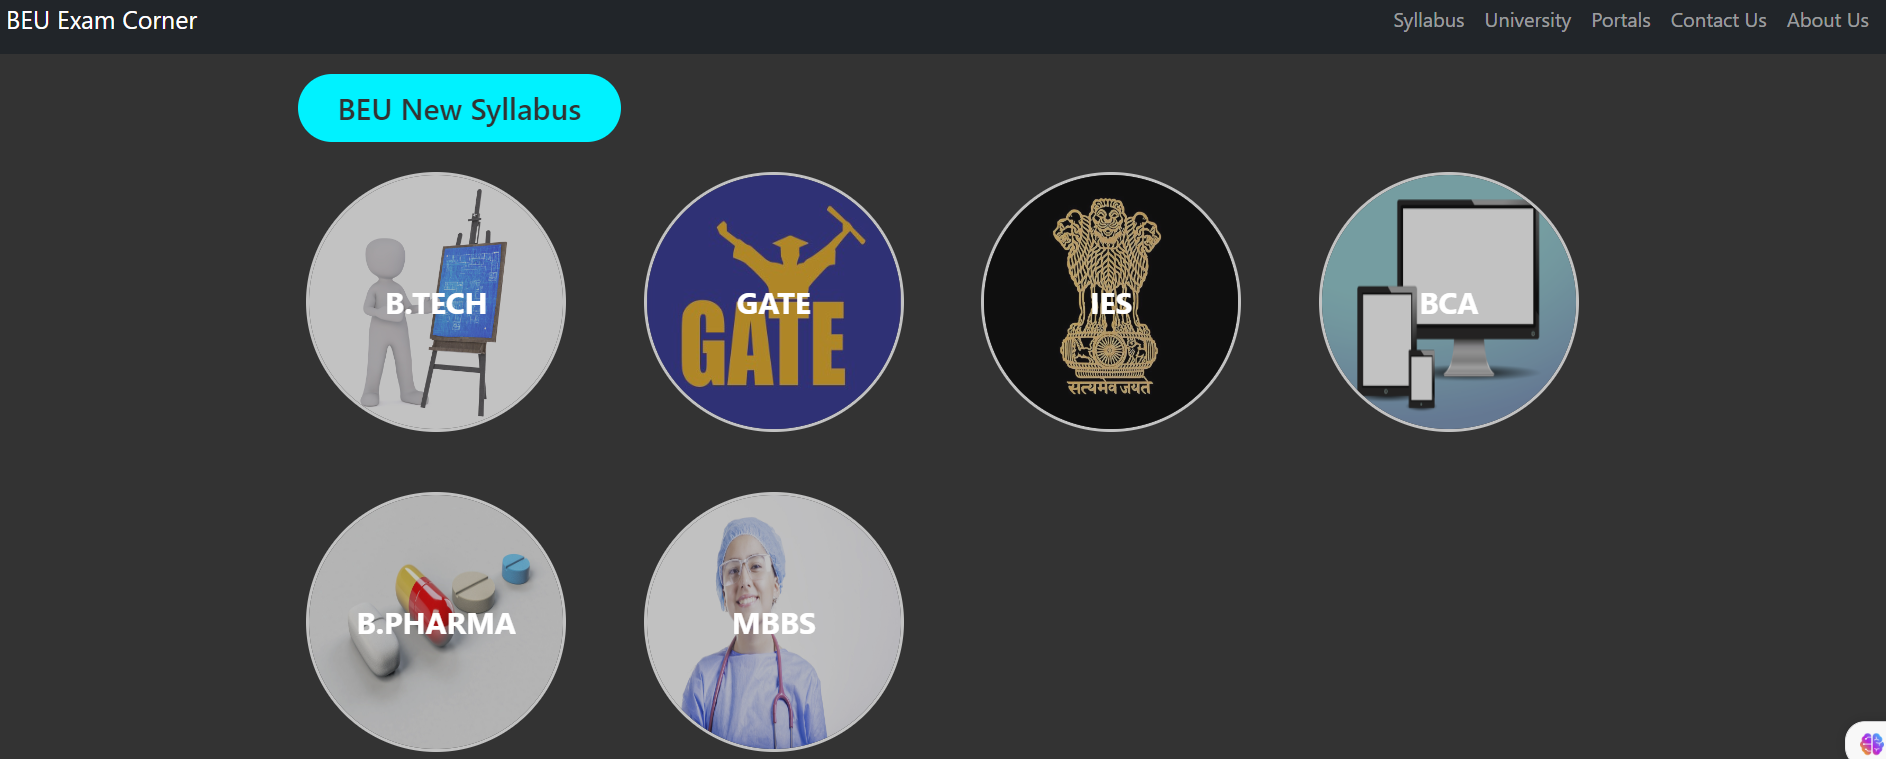 BEU Exam Corner
Syllabus University Portals Contact Us About Us
BEU New Syllabus
B.TECH
GATE
GATE
IES
सत्यमेव जयते
BCA
B.PHARMA
MBBS